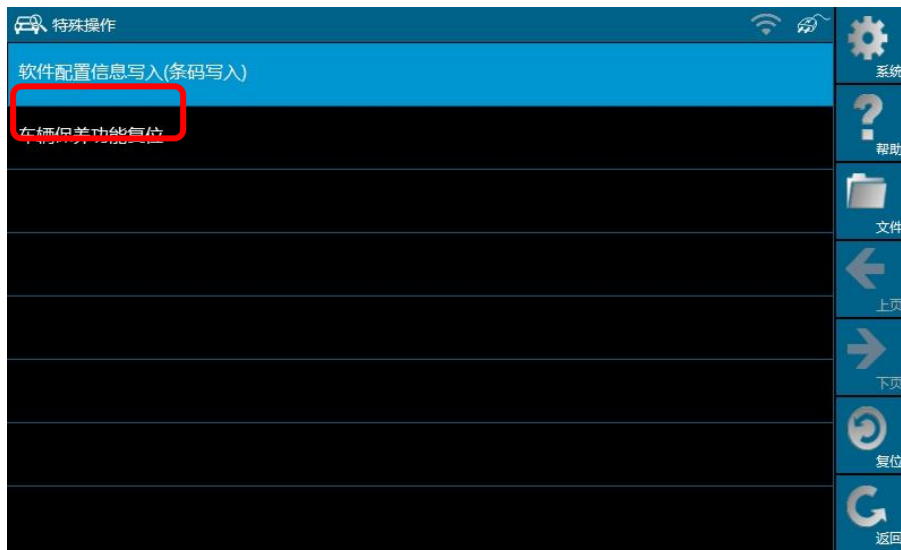 特殊操作
软件配置信息写入(条码写入)
车辆保养功能复位
系统
帮助
文件
上页
下页
复位
返回